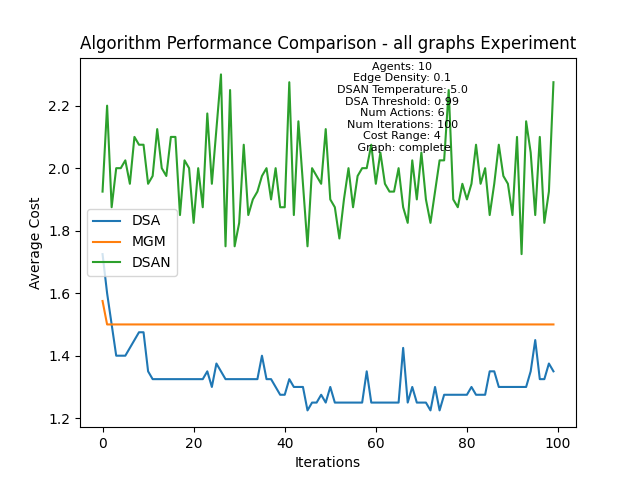 Algorithm Performance Comparison - all graphs Experiment
Agents: 10
Edge Density: 0.1
DSAN Temperature: 5.0
DSA Threshold: 0.99
Num Actions: 6
Num Iterations: 100
Cost Range: 4
Graph: complete
2.2
2.0
1.8
1.6
1.4
1.2
Average Cost
DSA
MGM
DSAN
0 20 40 60 80 100
Iterations